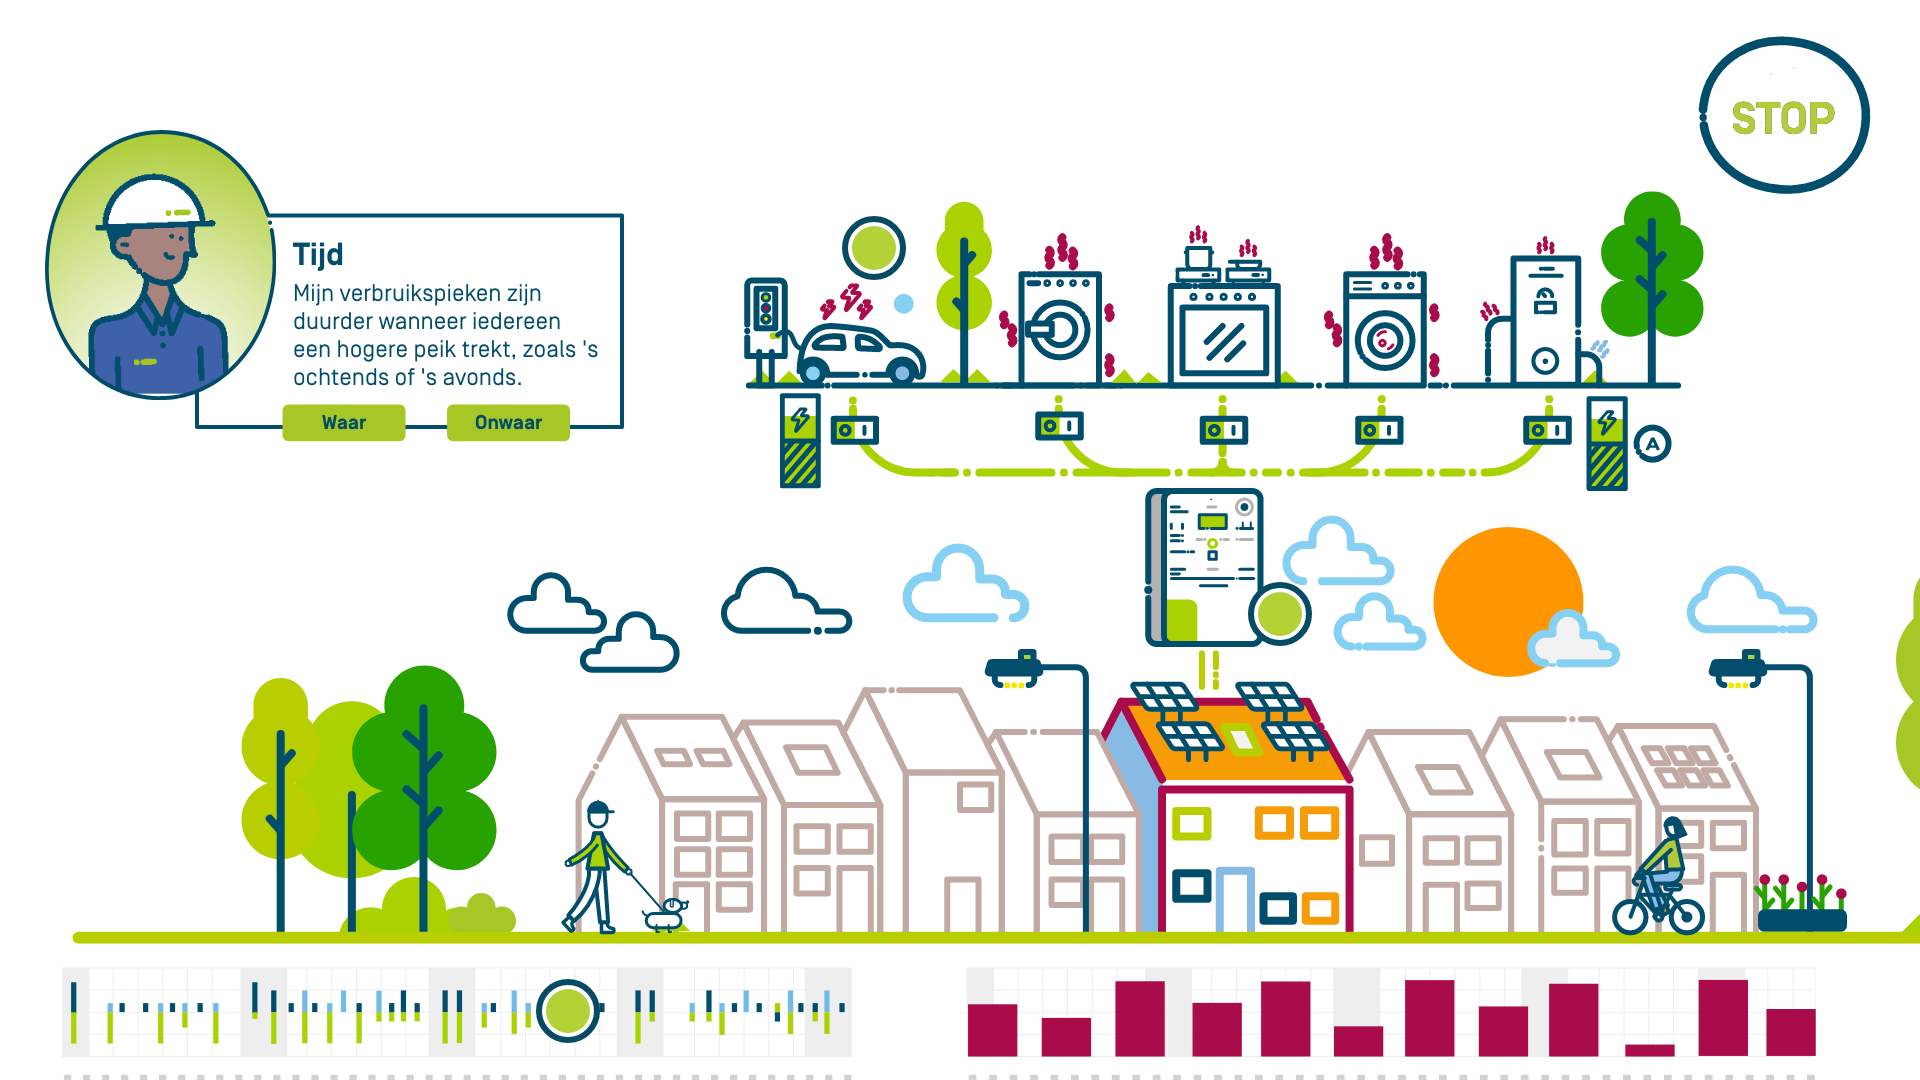 STOP
Tijd
Mijn verbruikspieken zijn
duurder wanneer iedereen
een hogere peik trekt, zoals 's
ochtends of 's avonds.
Waar
Onwaar
A